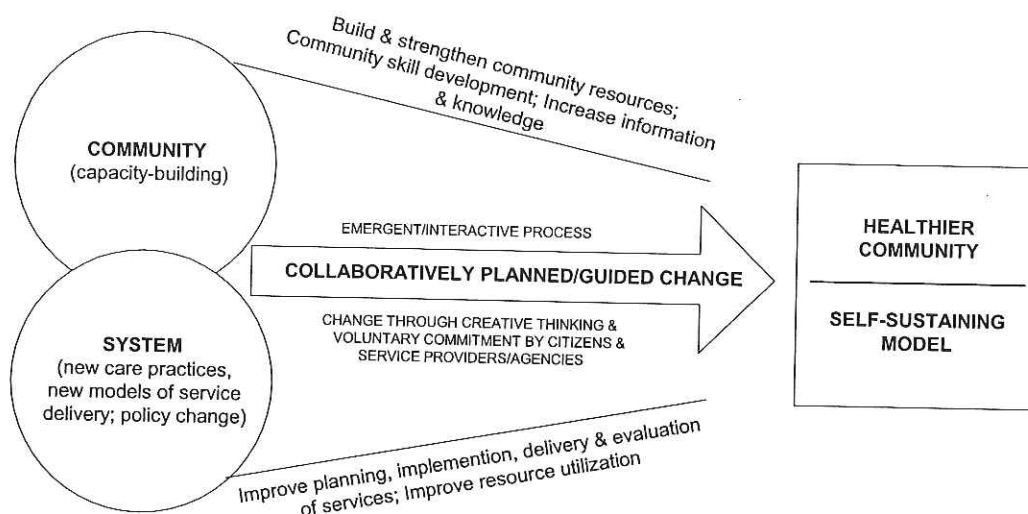 Build & strengthen community resources;
Community skill development; Increase information
& knowledge
COMMUNITY
(capacity-building)
EMERGENT/INTERACTIVE PROCESS
COLLABORATIVELY PLANNED/GUIDED CHANGE
CHANGE THROUGH CREATIVE THINKING &
VOLUNTARY COMMITMENT BY CITIZENS &
SERVICE PROVIDERS/AGENCIES
HEALTHIER
COMMUNITY
SELF-SUSTAINING
MODEL
SYSTEM
(new care practices,
new models of service
delivery; policy change)
Improve planning, implemention, delivery & evaluation
of services; Improve resource utilization